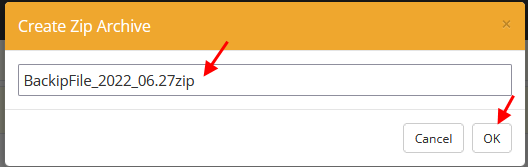 Create Zip Archive ×
BackipFile_2022_06.27zip
Cancel OK